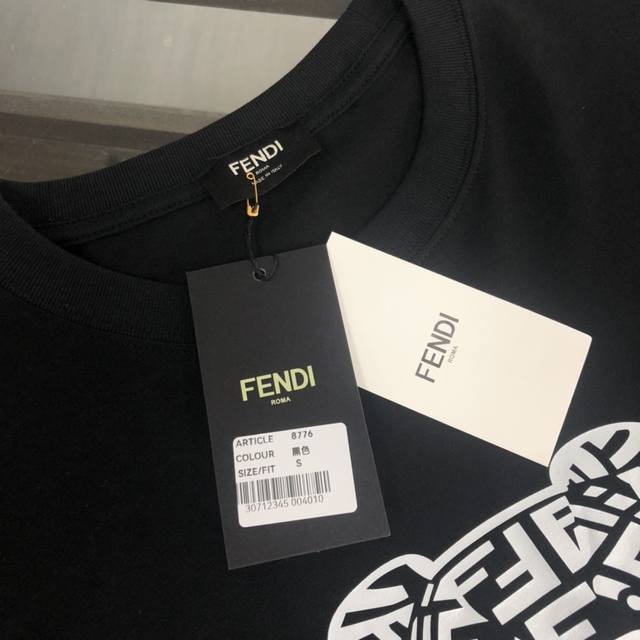 FENDI
ROMA
MADE IN ITALY
FENDI
ROMA
FENDI
ROMA
ARTICLE 8776
COLOUR 黑色
SIZE/FIT S
30712345 004010